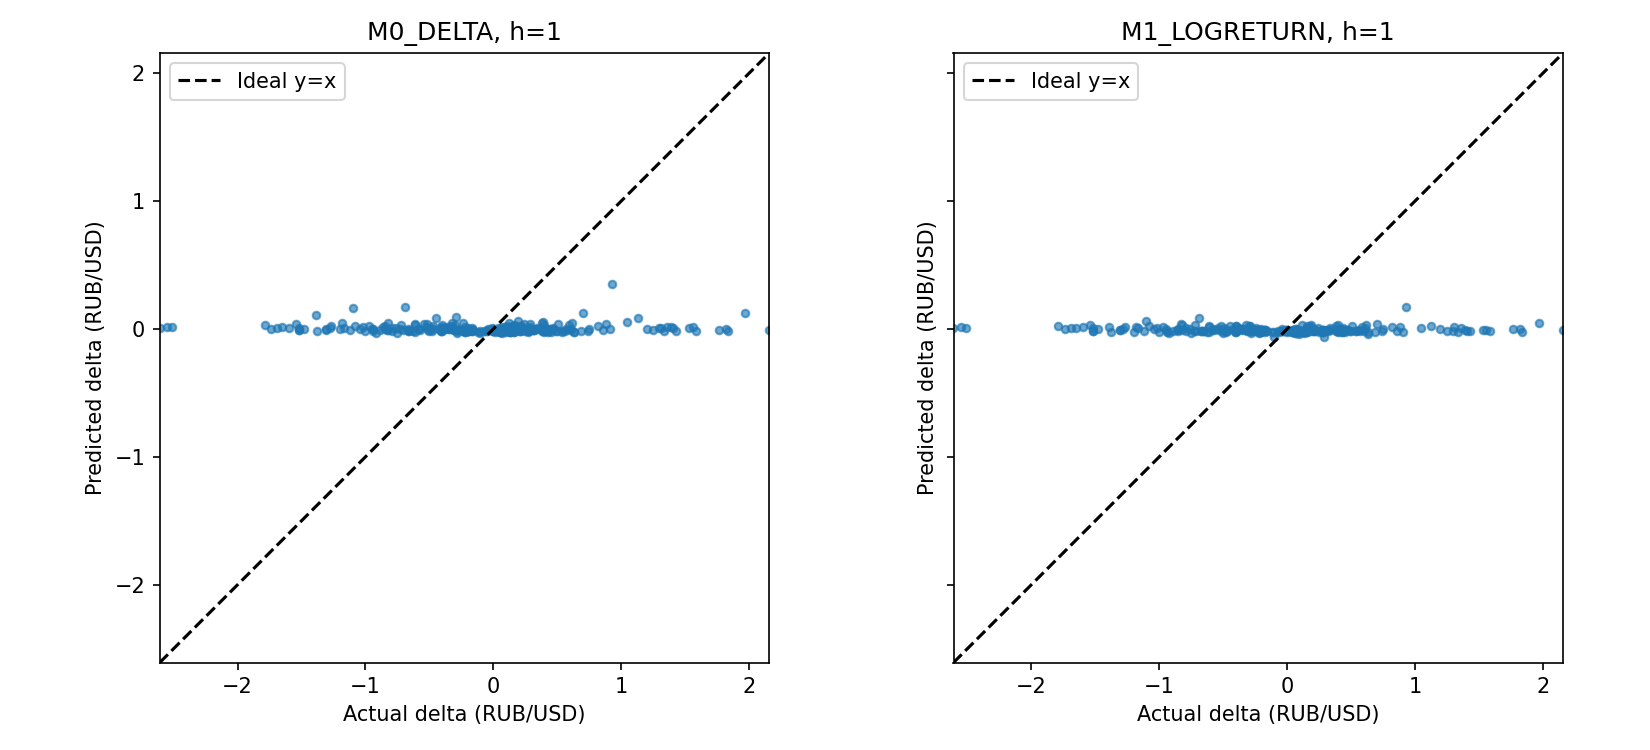 M0_DELTA, h=1
Ideal y=x
2
1
0
−1
−2
Predicted delta (RUB/USD)
−2
−1
0
1
2
Actual delta (RUB/USD)
M1_LOGRETURN, h=1
Ideal y=x
Predicted delta (RUB/USD)
−2
−1
0
1
2
Actual delta (RUB/USD)